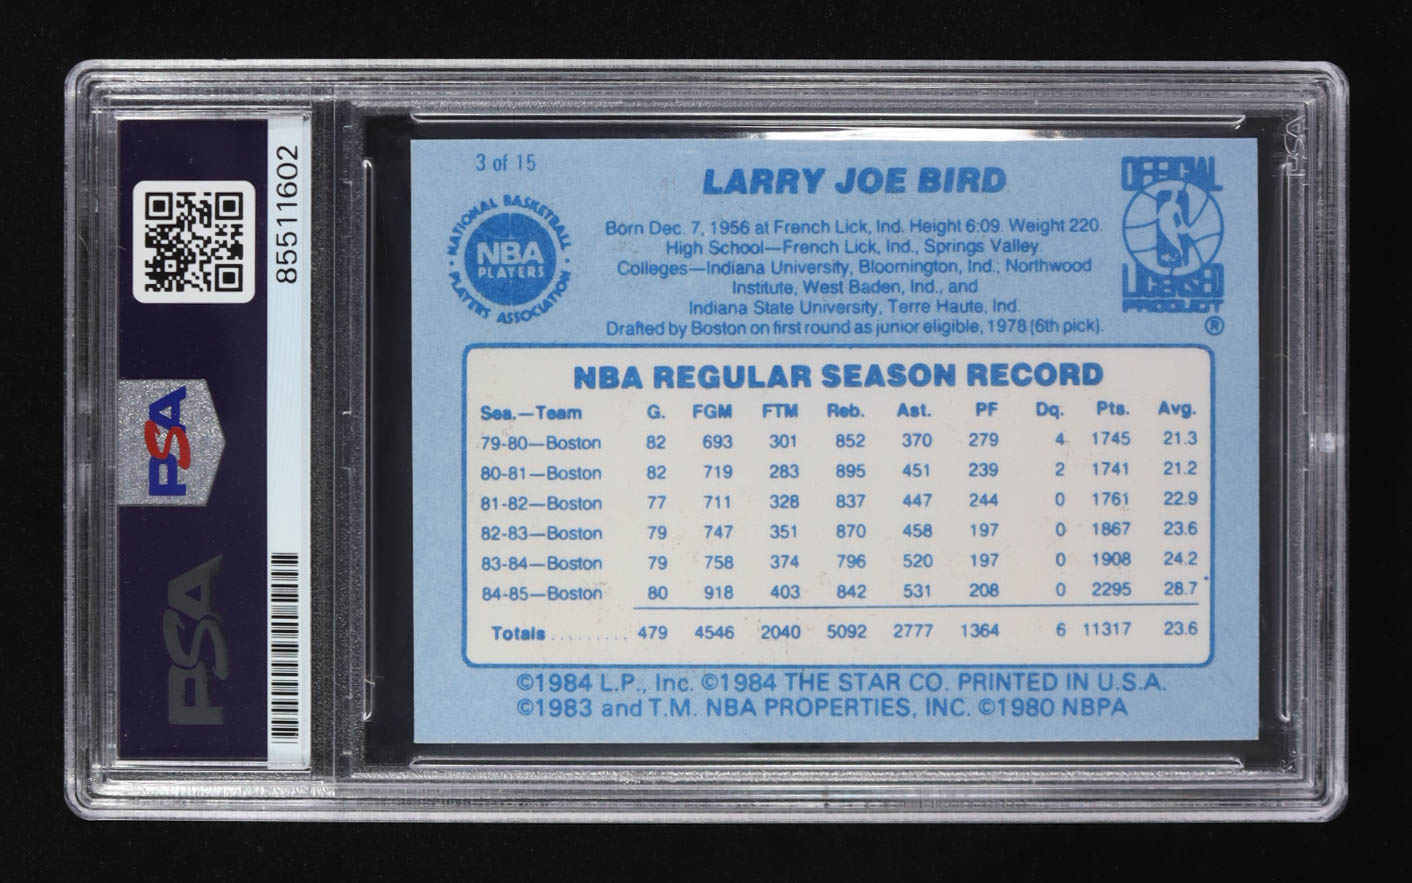 85511602
PSA
PSA
PSA
3 of 15
LARRY JOE BIRD
NATIONAL BASKETBALL
NBA
PLAYERS
PLAYERS ASSOCIATION
OFFICIAL
LICENSED
PRODUCT
®
Born Dec. 7, 1956 at French Lick, Ind. Height 6:09. Weight 220.
High School—French Lick, Ind., Springs Valley.
Colleges—Indiana University, Bloomington, Ind.; Northwood
Institute, West Baden, Ind., and
Indiana State University, Terre Haute, Ind.
Drafted by Boston on first round as junior eligible, 1978 (6th pick).
NBA REGULAR SEASON RECORD
Sea.—Team G. FGM FTM Reb. Ast. PF Dq. Pts. Avg.
79-80—Boston 82 693 301 852 370 279 4 1745 21.3
80-81—Boston 82 719 283 895 451 239 2 1741 21.2
81-82—Boston 77 711 328 837 447 244 0 1761 22.9
82-83—Boston 79 747 351 870 458 197 0 1867 23.6
83-84—Boston 79 758 374 796 520 197 0 1908 24.2
84-85—Boston 80 918 403 842 531 208 0 2295 28.7
Totals ......... 479 4546 2040 5092 2777 1364 6 11317 23.6
©1984 L.P., Inc. ©1984 THE STAR CO. PRINTED IN U.S.A.
©1983 and T.M. NBA PROPERTIES, INC. ©1980 NBPA